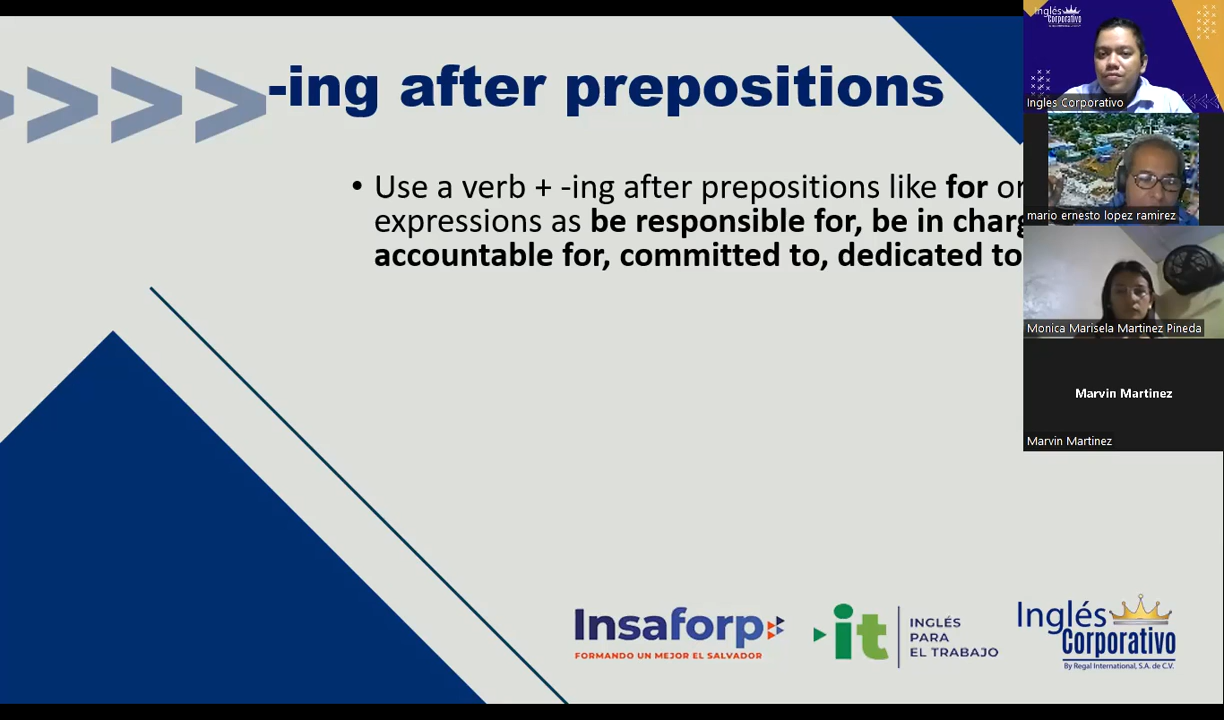 -ing after prepositions
• Use a verb + -ing after prepositions like for or
expressions as be responsible for, be in charg
accountable for, committed to, dedicated to
Insaforp
FORMANDO UN MEJOR EL SALVADOR
it
INGLÉS
PARA
EL TRABAJO
Inglés
Corporativo
By Regal International, S.A. de C.V.
Inglés
Corporativo
Ingles Corporativo
mario ernesto lopez ramirez
Monica Marisela Martinez Pineda
Marvin Martinez
Marvin Martinez